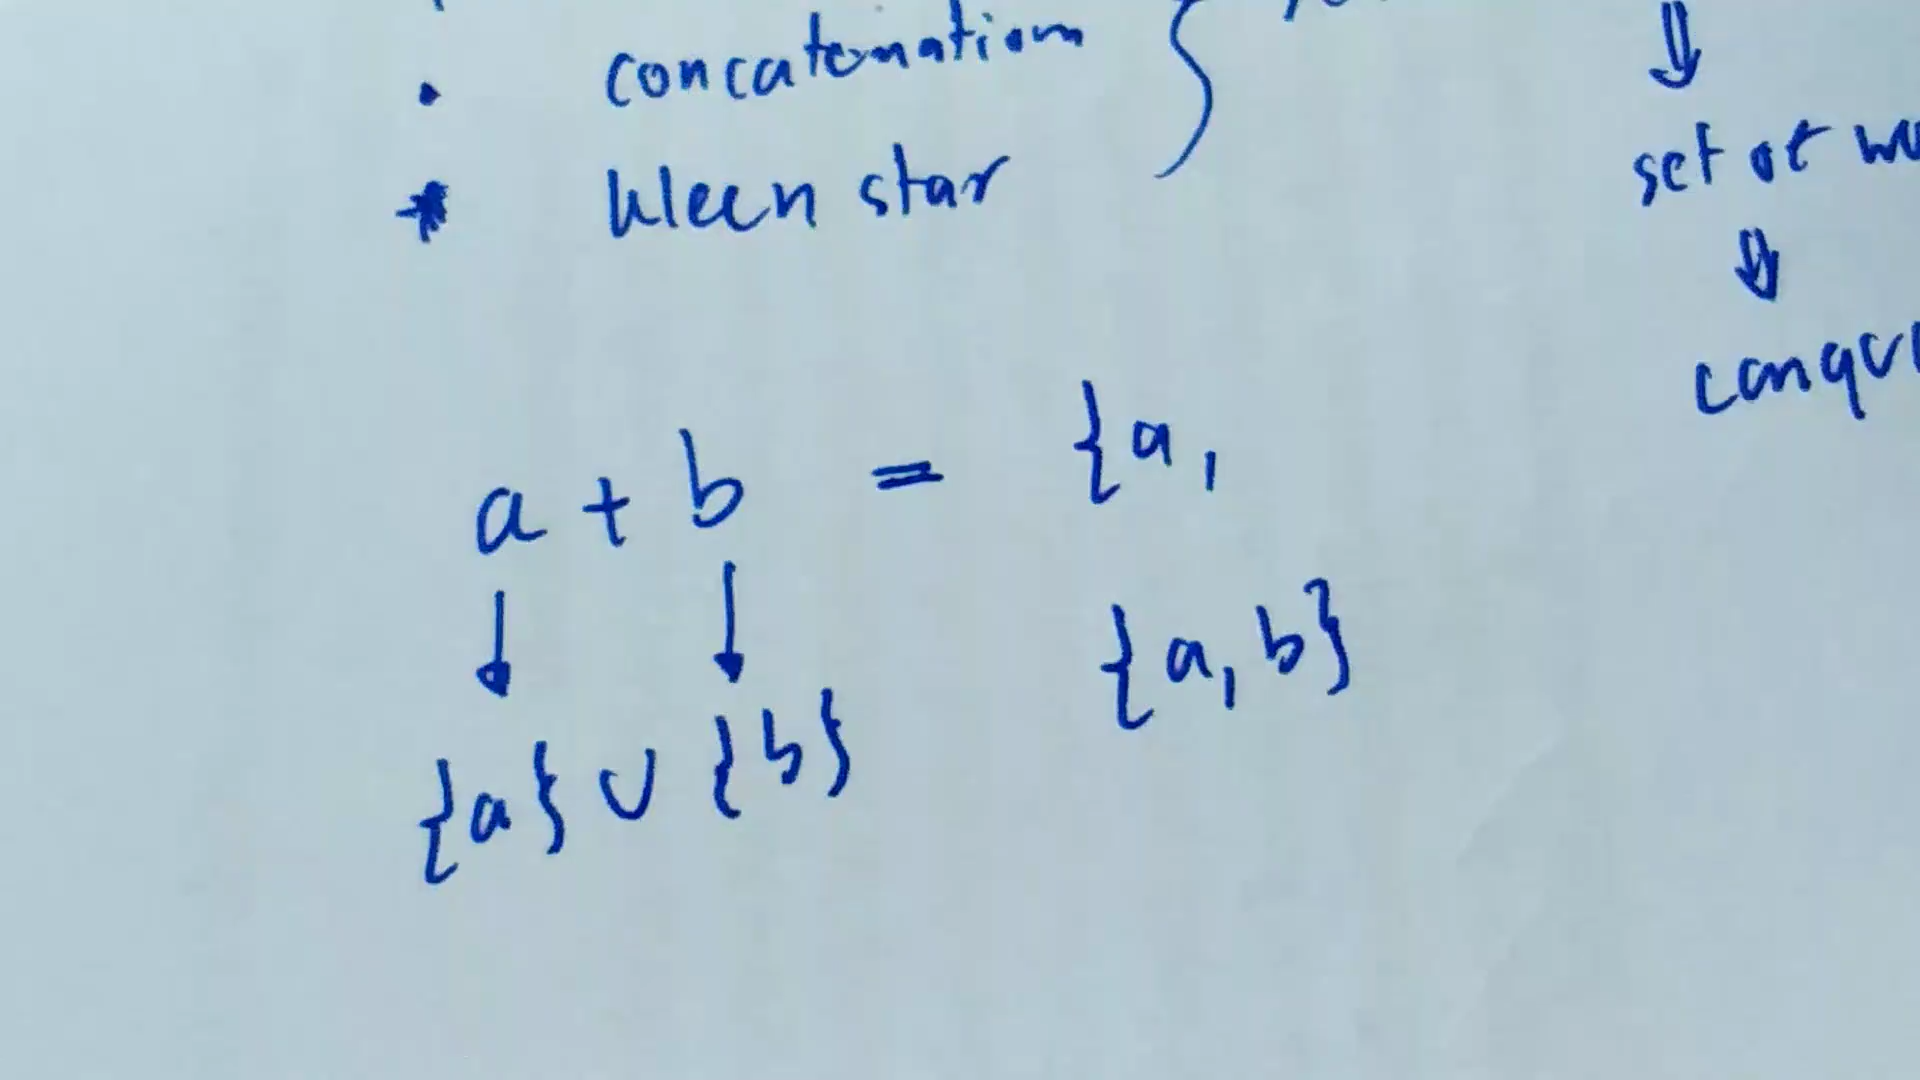 • concatenation
* kleen star
⇓
set of
⇓
a + b = {a,
↓ ↓
{a, b}
{a} ∪ {b}